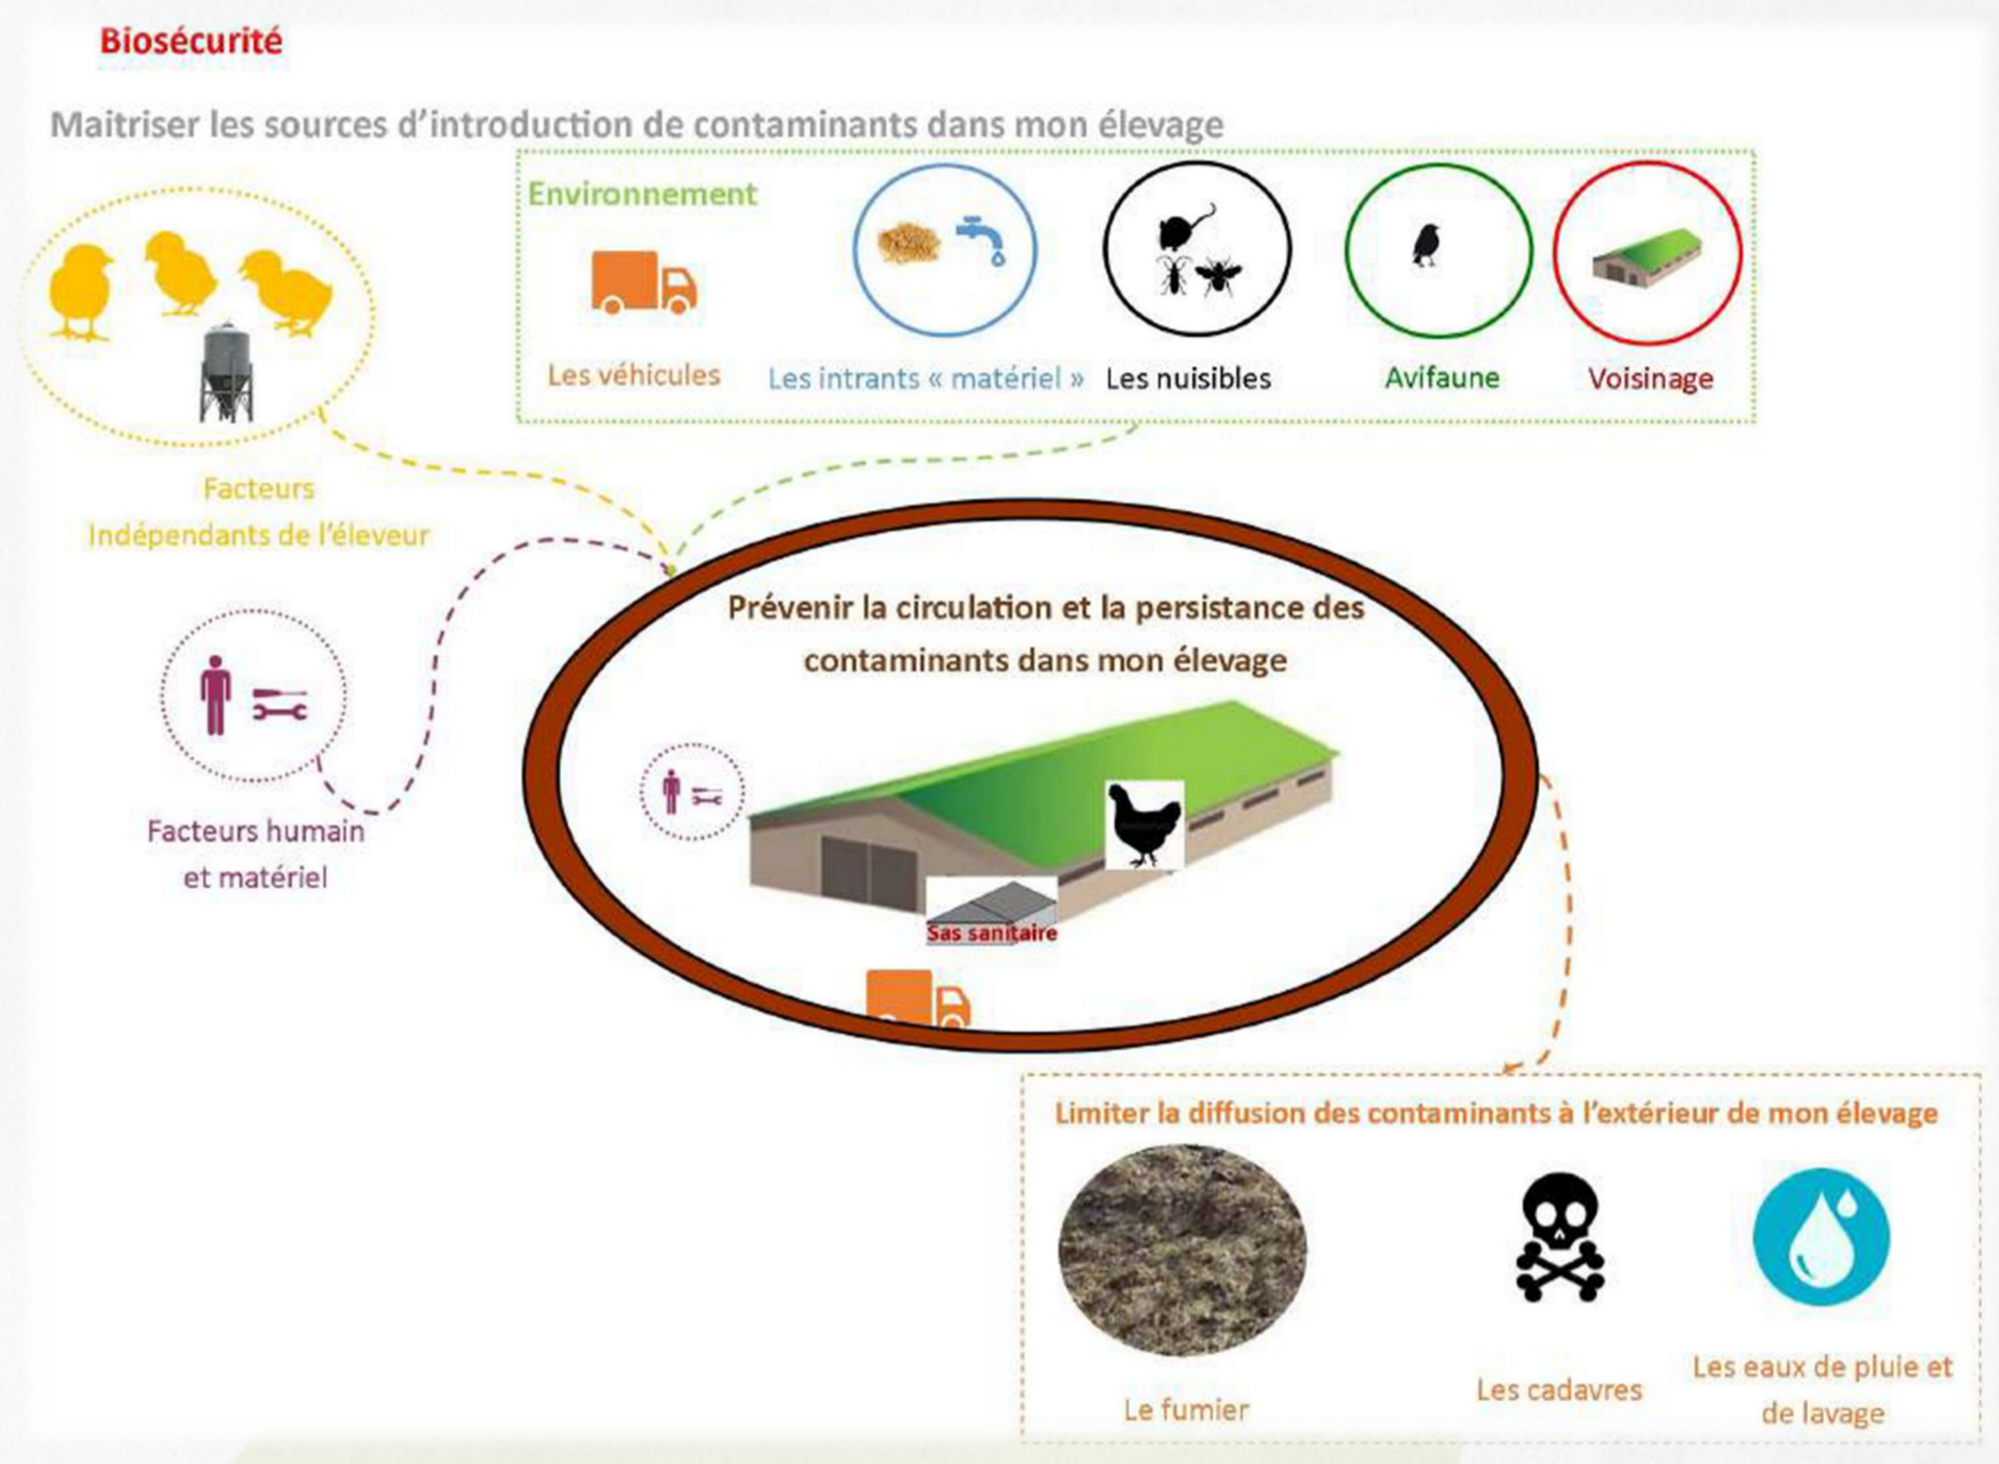 Biosécurité
Maitriser les sources d'introduction de contaminants dans mon élevage
Environnement
Les véhicules
Les intrants « matériel »
Les nuisibles
Avifaune
Voisinage
Facteurs
Indépendants de l'éleveur
Facteurs humain
et matériel
Prévenir la circulation et la persistance des
contaminants dans mon élevage
Sas sanitaire
Limiter la diffusion des contaminants à l'extérieur de mon élevage
Le fumier
Les cadavres
Les eaux de pluie et
de lavage